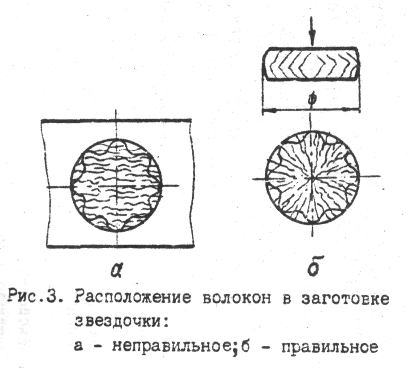 ф
а
б
Рис.3. Расположение волокон в заготовке
звездочки:
а - неправильное; б - правильное